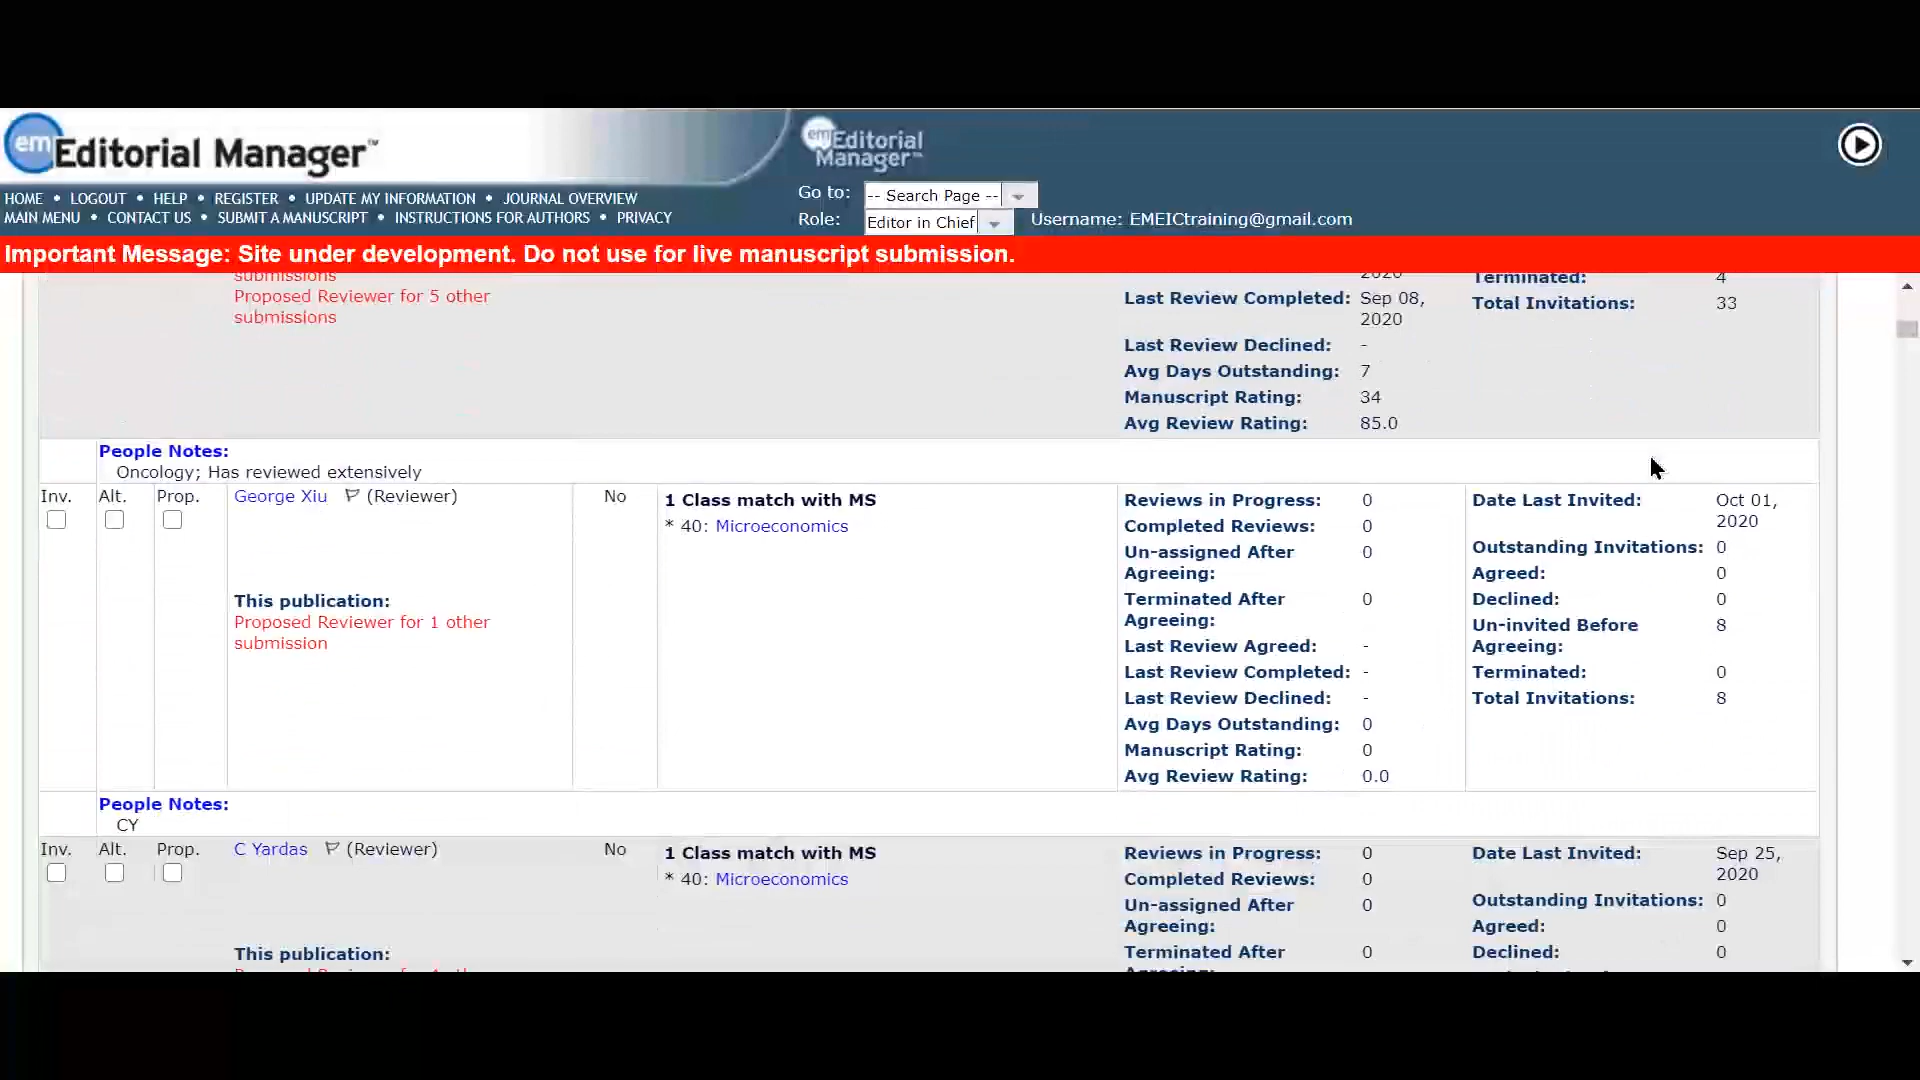 em Editorial Manager™
em Editorial Manager™
HOME • LOGOUT • HELP • REGISTER • UPDATE MY INFORMATION • JOURNAL OVERVIEW
MAIN MENU • CONTACT US • SUBMIT A MANUSCRIPT • INSTRUCTIONS FOR AUTHORS • PRIVACY
Go to: -- Search Page --
Role: Editor in Chief Username: EMEICtraining@gmail.com
Important Message: Site under development. Do not use for live manuscript submission.
submissions
Proposed Reviewer for 5 other
submissions
2020
Last Review Completed: Sep 08,
2020
Last Review Declined: -
Avg Days Outstanding: 7
Manuscript Rating: 34
Avg Review Rating: 85.0
Terminated: 4
Total Invitations: 33
People Notes:
Oncology; Has reviewed extensively
Inv. Alt. Prop. George Xiu (Reviewer) No
This publication:
Proposed Reviewer for 1 other
submission
1 Class match with MS
* 40: Microeconomics
Reviews in Progress: 0
Completed Reviews: 0
Un-assigned After 0
Agreeing:
Terminated After 0
Agreeing:
Last Review Agreed: -
Last Review Completed: -
Last Review Declined: -
Avg Days Outstanding: 0
Manuscript Rating: 0
Avg Review Rating: 0.0
Date Last Invited: Oct 01,
2020
Outstanding Invitations: 0
Agreed: 0
Declined: 0
Un-invited Before 8
Agreeing:
Terminated: 0
Total Invitations: 8
People Notes:
CY
Inv. Alt. Prop. C Yardas (Reviewer) No
This publication:
1 Class match with MS
* 40: Microeconomics
Reviews in Progress: 0
Completed Reviews: 0
Un-assigned After 0
Agreeing:
Terminated After 0
Date Last Invited: Sep 25,
2020
Outstanding Invitations: 0
Agreed: 0
Declined: 0